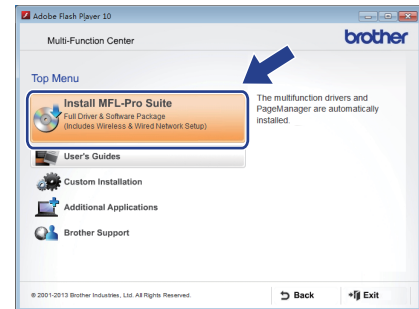 Adobe Flash Player 10
Multi-Function Center
brother
Top Menu
Install MFL-Pro Suite
Full Driver & Software Package
(Includes Wireless & Wired Network Setup)
The multifunction drivers and
PageManager are automatically
installed.
User's Guides
Custom Installation
Additional Applications
Brother Support
© 2001-2013 Brother Industries, Ltd. All Rights Reserved.
Back
Exit